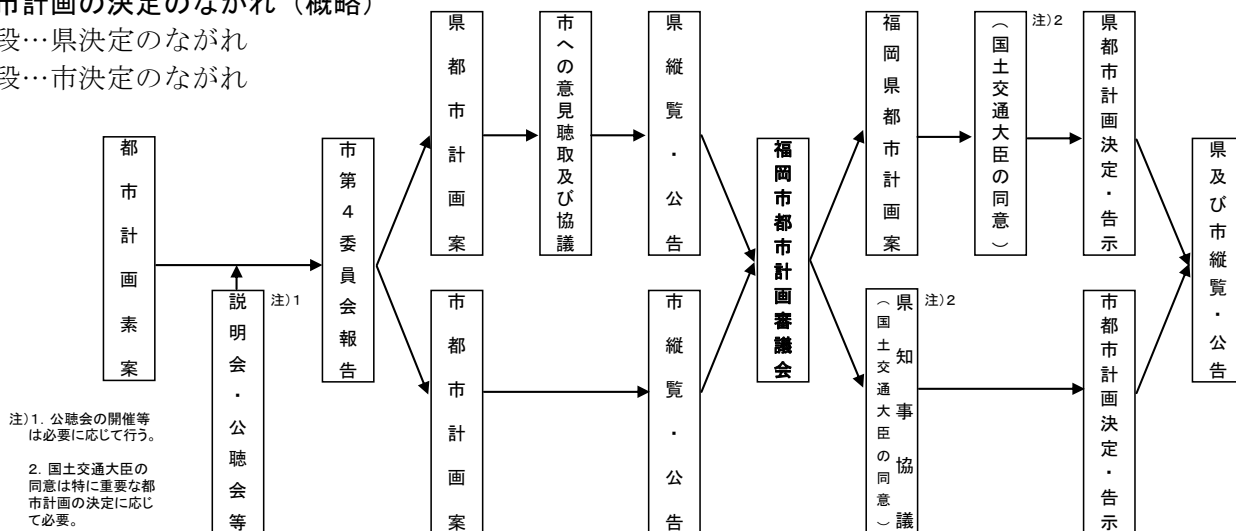 市計画の決定のながれ（概略）
段…県決定のながれ
段…市決定のながれ
都市計画素案
説明会・公聴会等
注)1
市第４委員会報告
県都市計画案
市への意見聴取及び協議
県縦覧・公告
市都市計画案
市縦覧・公告
福岡市都市計画審議会
福岡県都市計画案
（国土交通大臣の同意）
注)2
県都市計画決定・告示
県知事協議
（国土交通大臣の同意）
注)2
市都市計画決定・告示
県及び市縦覧・公告
注)1. 公聴会の開催等
は必要に応じて行う。
2. 国土交通大臣の
同意は特に重要な都
市計画の決定に応じ
て必要。